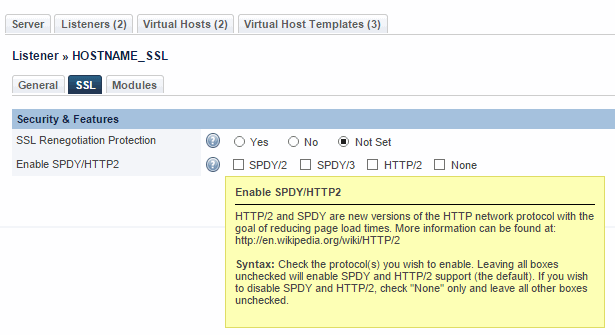 Server Listeners (2) Virtual Hosts (2) Virtual Host Templates (3)
Listener » HOSTNAME_SSL
General SSL Modules
Security & Features
SSL Renegotiation Protection ? Yes No Not Set
Enable SPDY/HTTP2 ? SPDY/2 SPDY/3 HTTP/2 None
Enable SPDY/HTTP2
HTTP/2 and SPDY are new versions of the HTTP network protocol with the
goal of reducing page load times. More information can be found at:
http://en.wikipedia.org/wiki/HTTP/2
Syntax: Check the protocol(s) you wish to enable. Leaving all boxes
unchecked will enable SPDY and HTTP/2 support (the default). If you wish
to disable SPDY and HTTP/2, check "None" only and leave all other boxes
unchecked.